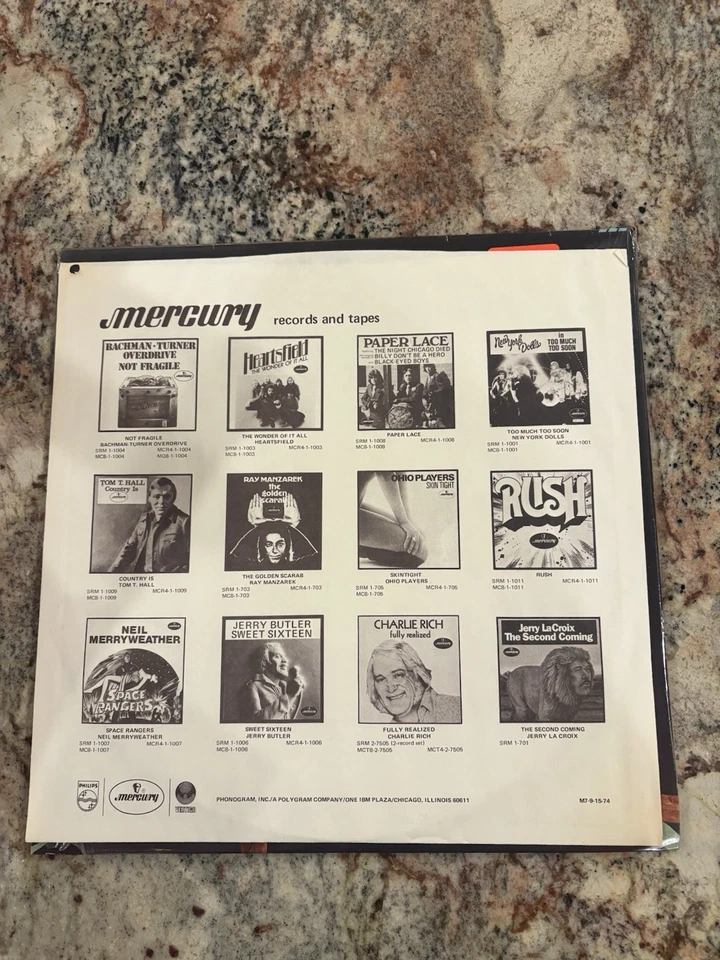 mercury records and tapes
BACHMAN-TURNER
OVERDRIVE
NOT FRAGILE
NOT FRAGILE
BACHMAN-TURNER OVERDRIVE
SRM 1-1004 MCR4-1-1004
MC8-1-1004 MQ8-1-1004
Heartsfield
THE WONDER OF IT ALL
THE WONDER OF IT ALL
HEARTSFIELD
SRM 1-1003 MCR4-1-1003
MC8-1-1003
PAPER LACE
THE NIGHT CHICAGO DIED
BILLY DON'T BE A HERO
BLACK-EYED BOYS
PAPER LACE
SRM 1-1008 MCR4-1-1008
MC8-1-1008
New York Dolls in
TOO MUCH
TOO SOON
TOO MUCH TOO SOON
NEW YORK DOLLS
SRM 1-1001 MCR4-1-1001
MC8-1-1001
TOM T. HALL
Country Is
COUNTRY IS
TOM T. HALL
SRM 1-1009 MCR4-1-1009
MC8-1-1009
RAY MANZAREK
the
golden
scarab
THE GOLDEN SCARAB
RAY MANZAREK
SRM 1-703 MCR4-1-703
MC8-1-703
OHIO PLAYERS
SKIN TIGHT
SKINTIGHT
OHIO PLAYERS
SRM 1-705 MCR4-1-705
MC8-1-705
RUSH
mercury
RUSH
SRM 1-1011 MCR4-1-1011
MC8-1-1011
NEIL
MERRYWEATHER
SPACE
RANGERS
SPACE RANGERS
NEIL MERRYWEATHER
SRM 1-1007 MCR4-1-1007
MC8-1-1007
JERRY BUTLER
SWEET SIXTEEN
SWEET SIXTEEN
JERRY BUTLER
SRM 1-1006 MCR4-1-1006
MC8-1-1006
CHARLIE RICH
fully realized
FULLY REALIZED
CHARLIE RICH
SRM 2-7505 (2-record set)
MCT8-2-7505 MCT4-2-7505
Jerry LaCroix
The Second Coming
THE SECOND COMING
JERRY LA CROIX
SRM 1-701
PHILIPS
mercury
VERTIGO
PHONOGRAM, INC./A POLYGRAM COMPANY/ONE IBM PLAZA/CHICAGO, ILLINOIS 60611
M7-9-15-74